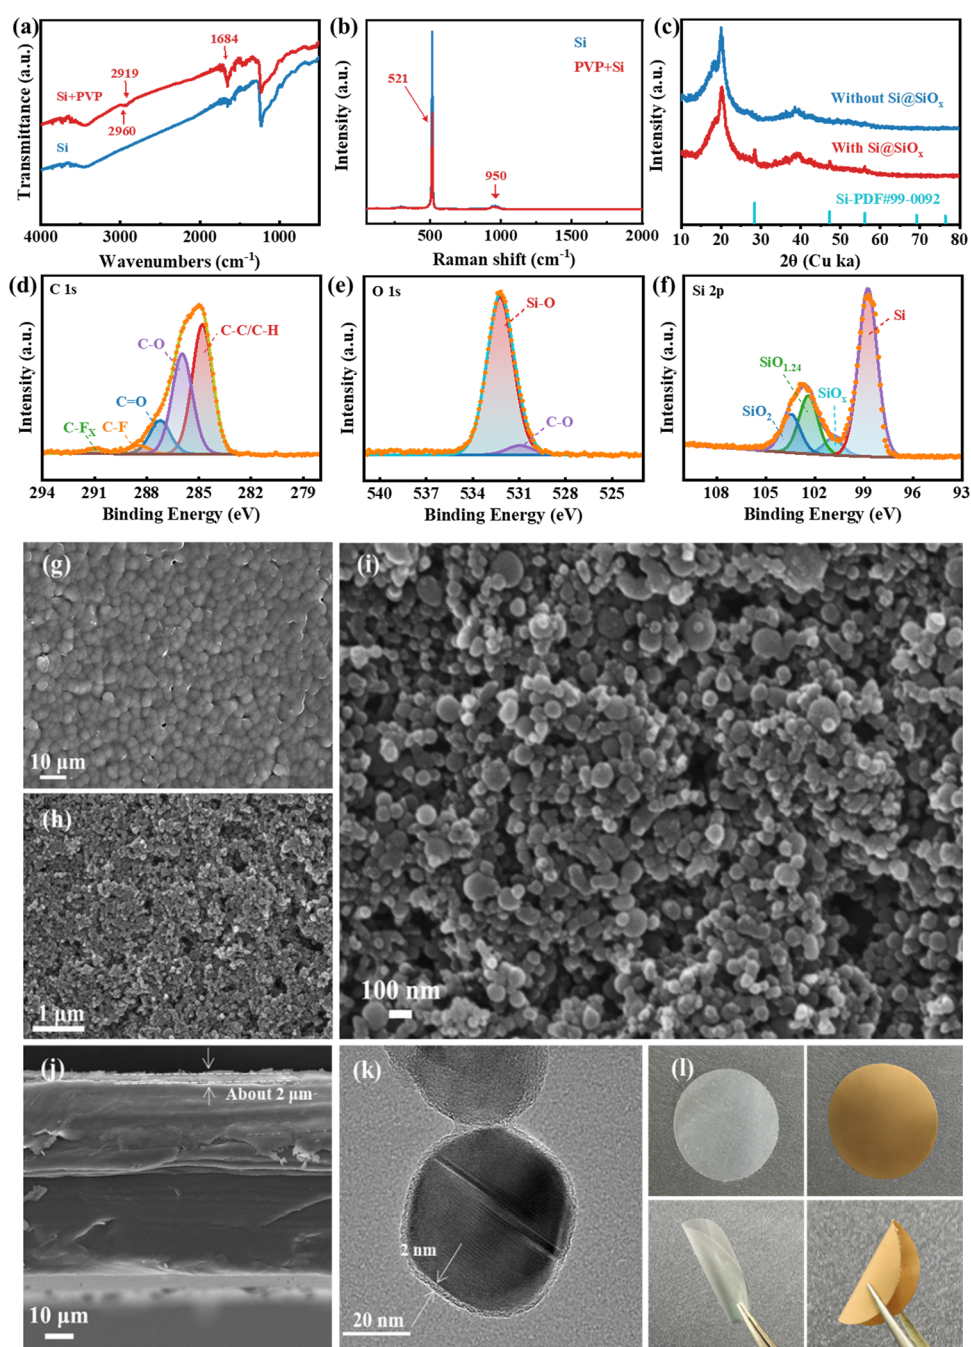 (a)
Transmittance (a.u.)
1684
2919
Si+PVP
2960
Si
4000 3000 2000 1000
Wavenumbers (cm⁻¹)
(b)
Intensity (a.u.)
Si
PVP+Si
521
950
500 1000 1500 2000
Raman shift (cm⁻¹)
(c)
Intensity (a.u.)
Without Si@SiOₓ
With Si@SiOₓ
Si-PDF#99-0092
10 20 30 40 50 60 70 80
2θ (Cu ka)
(d)
C 1s
Intensity (a.u.)
C-C/C-H
C-O
C=O
C-Fₓ C-F
294 291 288 285 282 279
Binding Energy (eV)
(e)
O 1s
Intensity (a.u.)
Si-O
C-O
540 537 534 531 528 525
Binding Energy (eV)
(f)
Si 2p
Intensity (a.u.)
Si
SiO₁.₂₄
SiOₓ
SiO₂
108 105 102 99 96 93
Binding Energy (eV)
(g)
10 μm
(h)
1 μm
(i)
100 nm
(j)
About 2 μm
10 μm
(k)
2 nm
20 nm
(l)